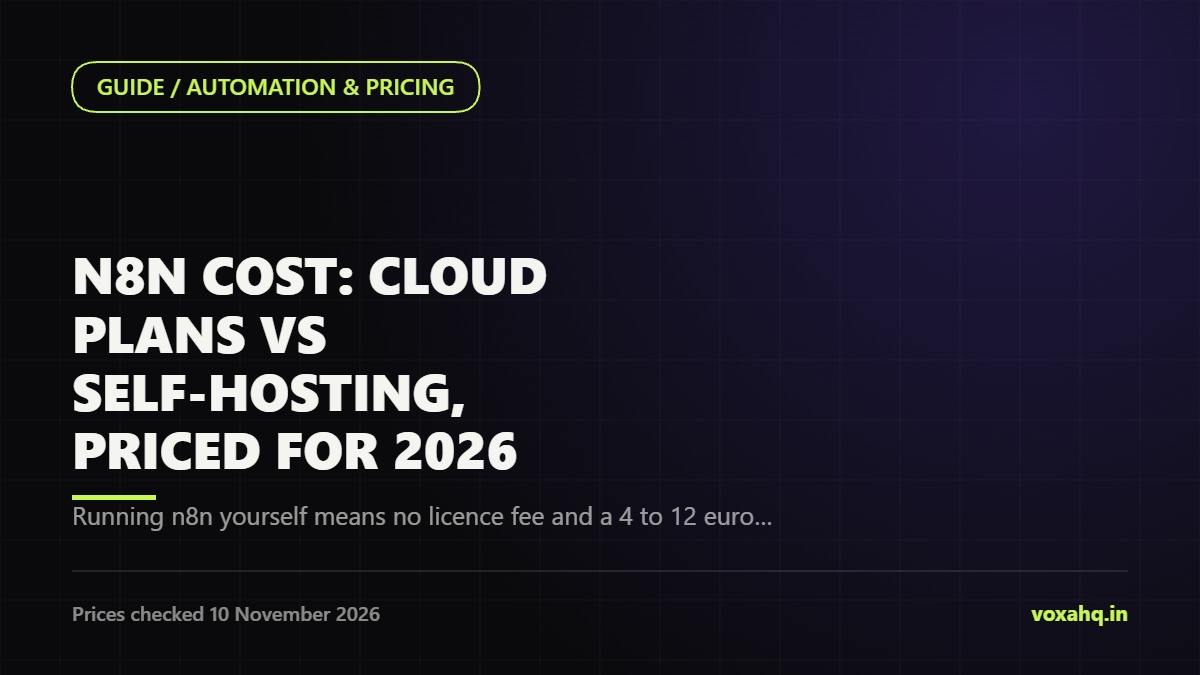 GUIDE / AUTOMATION & PRICING
N8N COST: CLOUD
PLANS VS
SELF-HOSTING,
PRICED FOR 2026
Running n8n yourself means no licence fee and a 4 to 12 euro...
Prices checked 10 November 2026
voxahq.in